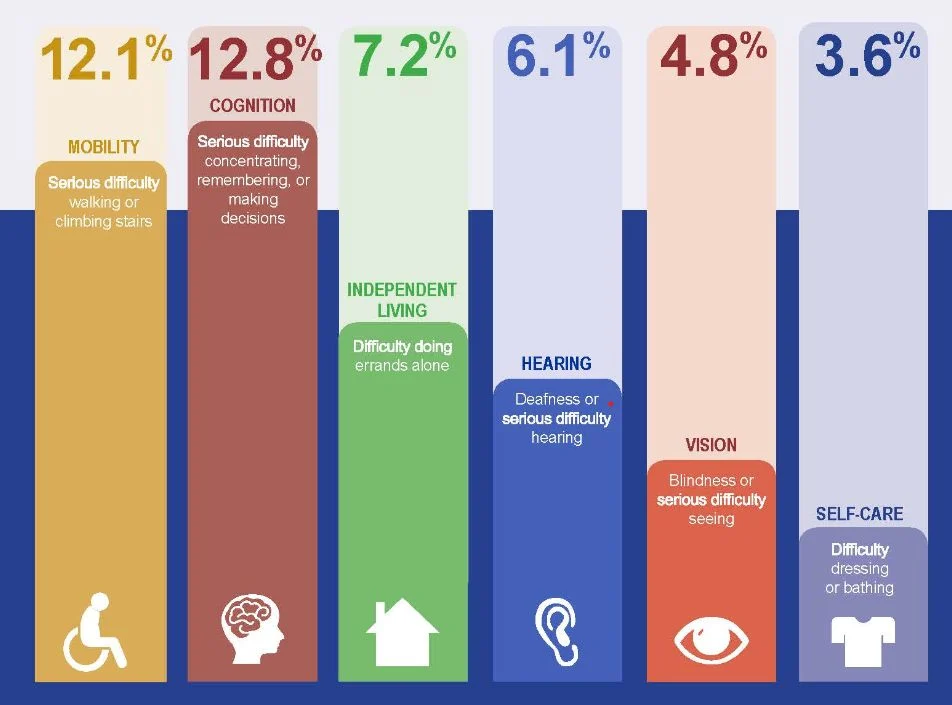 12.1%
MOBILITY
Serious difficulty
walking or
climbing stairs
12.8%
COGNITION
Serious difficulty
concentrating,
remembering, or
making
decisions
7.2%
INDEPENDENT
LIVING
Difficulty doing
errands alone
6.1%
HEARING
Deafness or
serious difficulty
hearing
4.8%
VISION
Blindness or
serious difficulty
seeing
3.6%
SELF-CARE
Difficulty
dressing
or bathing